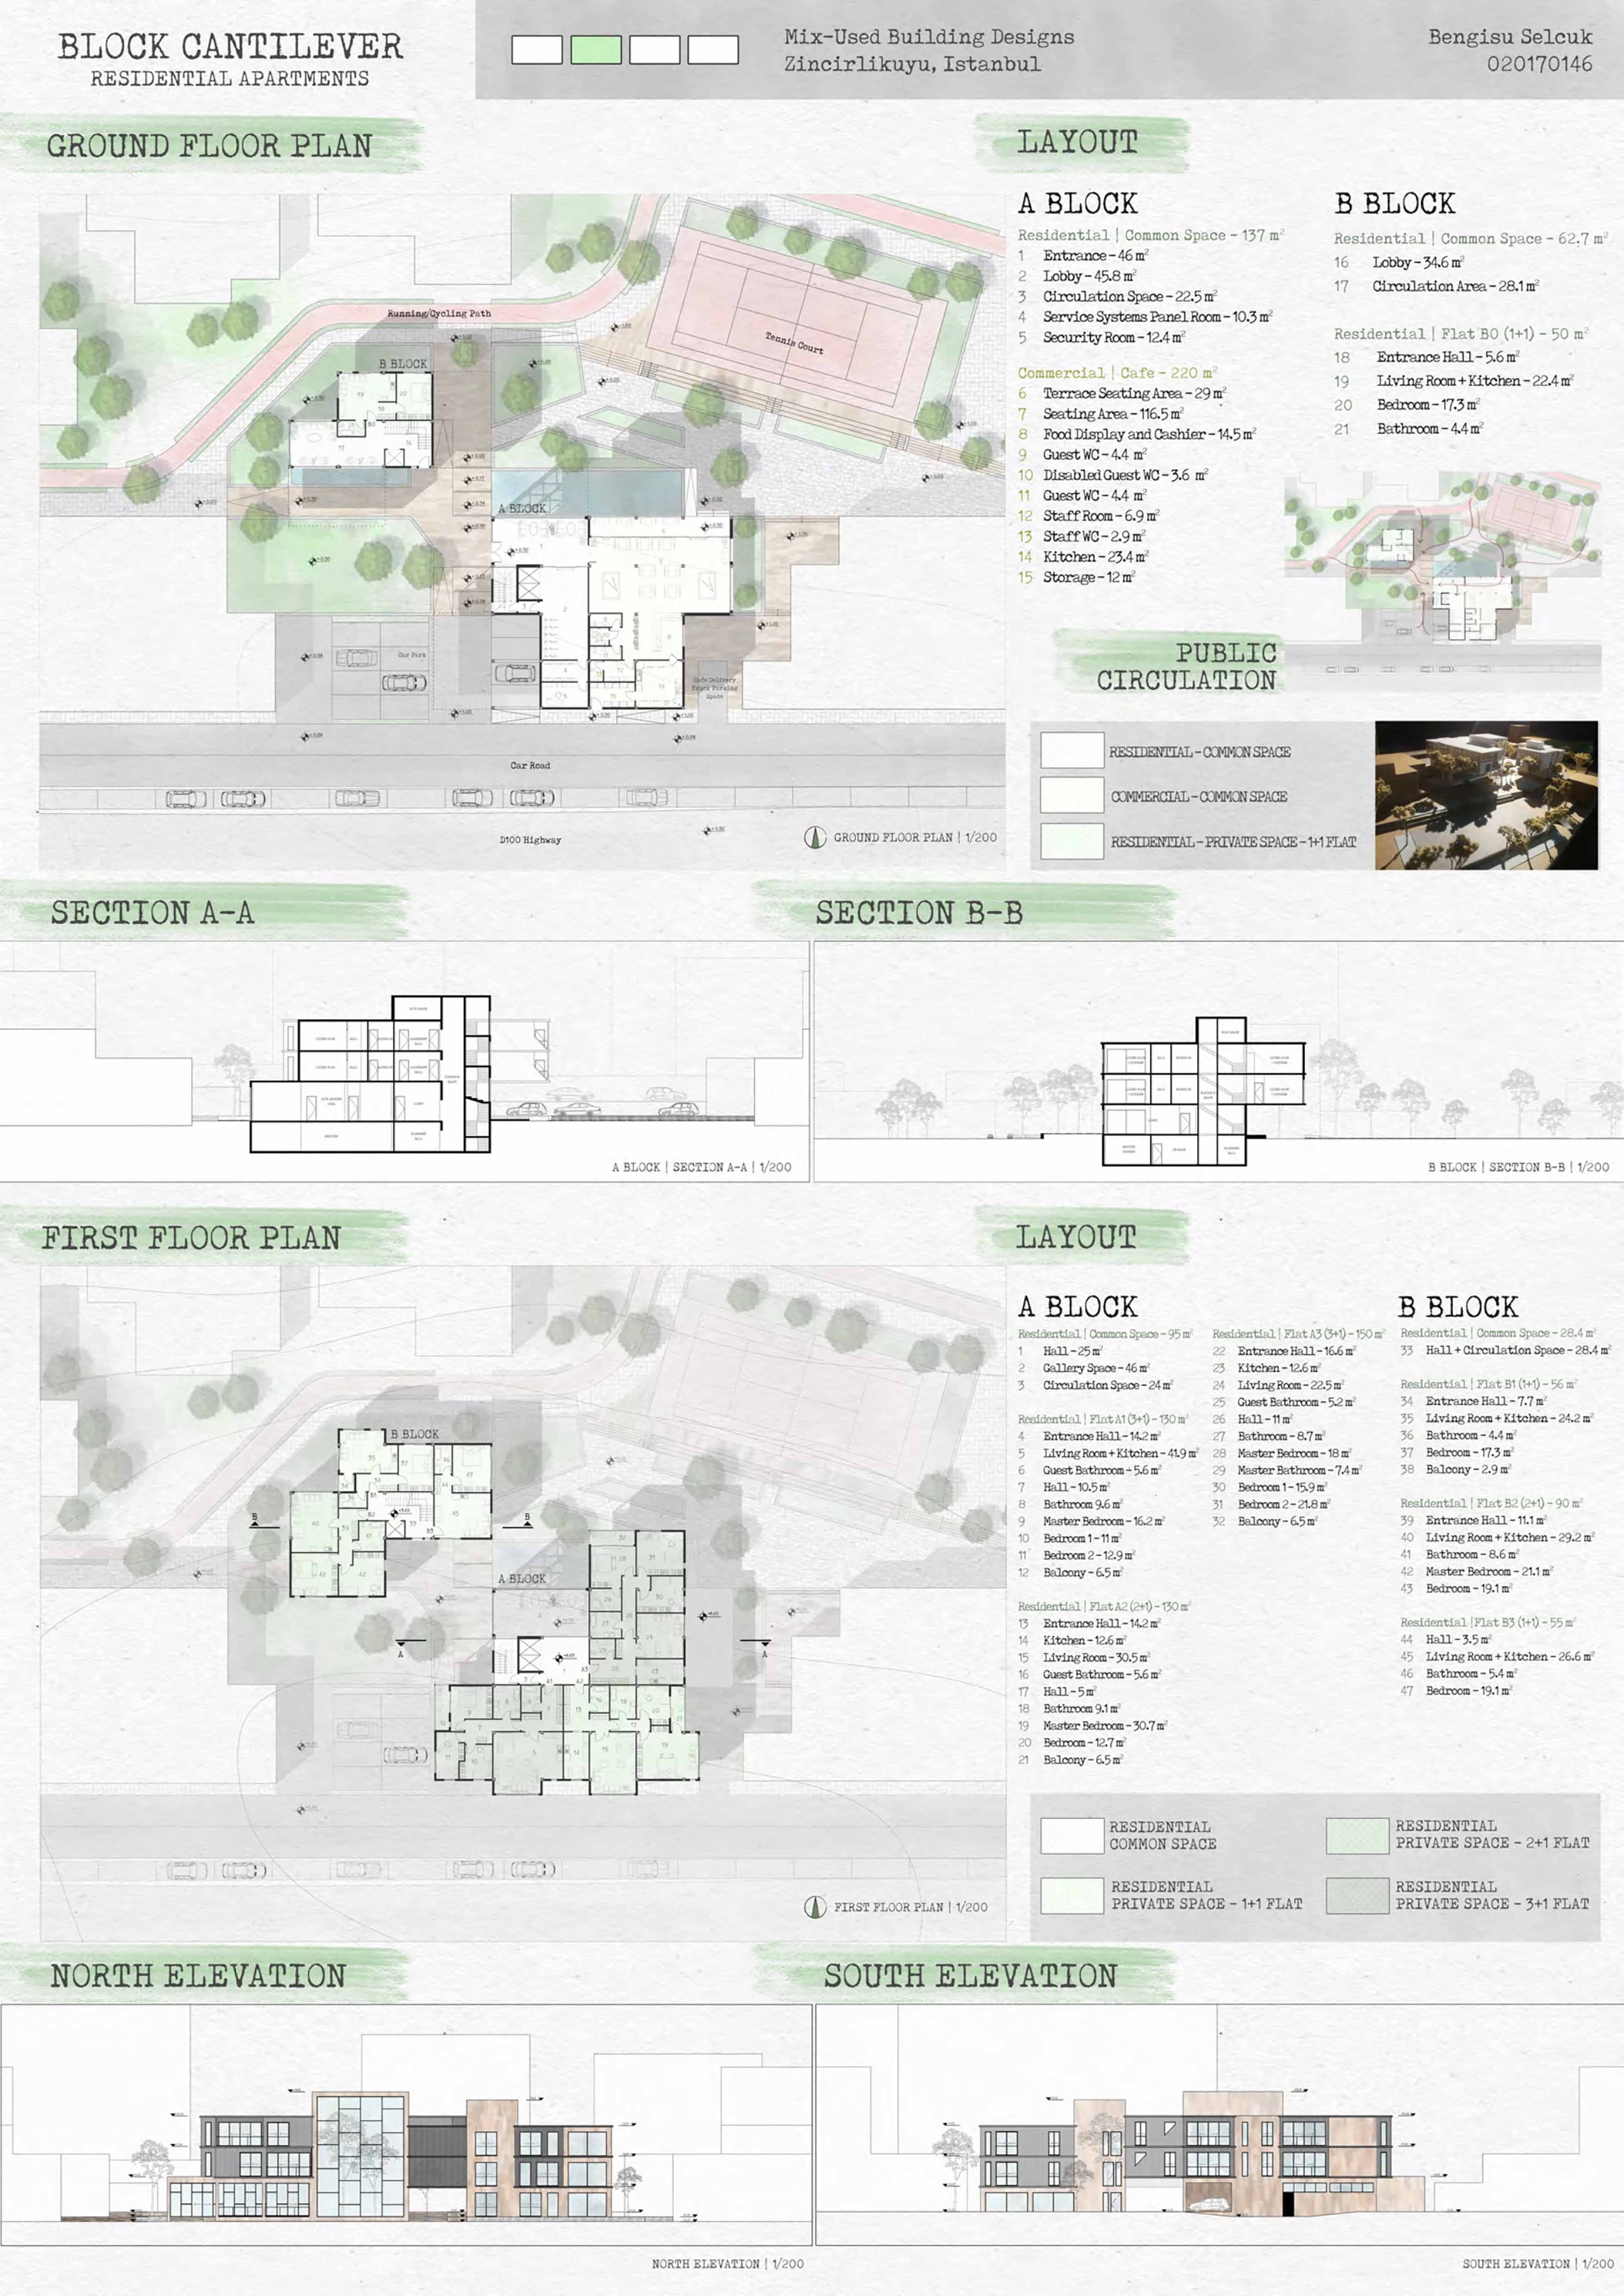 BLOCK CANTILEVER
RESIDENTIAL APARTMENTS
Mix-Used Building Designs
Zincirlikuyu, Istanbul
Bengisu Selcuk
020170146
GROUND FLOOR PLAN
Running/Cycling Path
Tennis Court
B BLOCK
A BLOCK
Car Park
Cafe Delivery
Truck Parking
Space
Car Road
D100 Highway
GROUND FLOOR PLAN | 1/200
LAYOUT
A BLOCK
Residential | Common Space - 137 m²
1 Entrance - 46 m²
2 Lobby - 45.8 m²
3 Circulation Space - 22.5 m²
4 Service Systems Panel Room - 10.3 m²
5 Security Room - 12.4 m²
Commercial | Cafe - 220 m²
6 Terrace Seating Area - 29 m²
7 Seating Area - 116.5 m²
8 Food Display and Cashier - 14.5 m²
9 Guest WC - 4.4 m²
10 Disabled Guest WC - 3.6 m²
11 Guest WC - 4.4 m²
12 Staff Room - 6.9 m²
13 Staff WC - 2.9 m²
14 Kitchen - 23.4 m²
15 Storage - 12 m²
B BLOCK
Residential | Common Space - 62.7 m²
16 Lobby - 34.6 m²
17 Circulation Area - 28.1 m²
Residential | Flat B0 (1+1) - 50 m²
18 Entrance Hall - 5.6 m²
19 Living Room + Kitchen - 22.4 m²
20 Bedroom - 17.3 m²
21 Bathroom - 4.4 m²
PUBLIC
CIRCULATION
RESIDENTIAL - COMMON SPACE
COMMERCIAL - COMMON SPACE
RESIDENTIAL - PRIVATE SPACE - 1+1 FLAT
SECTION A-A
A BLOCK | SECTION A-A | 1/200
SECTION B-B
B BLOCK | SECTION B-B | 1/200
FIRST FLOOR PLAN
B BLOCK
A BLOCK
B
B
A
A
FIRST FLOOR PLAN | 1/200
LAYOUT
A BLOCK
Residential | Common Space - 95 m²
1 Hall - 25 m²
2 Gallery Space - 46 m²
3 Circulation Space - 24 m²
Residential | Flat A1 (3+1) - 130 m²
4 Entrance Hall - 14.2 m²
5 Living Room + Kitchen - 41.9 m²
6 Guest Bathroom - 5.6 m²
7 Hall - 10.5 m²
8 Bathroom 9.6 m²
9 Master Bedroom - 16.2 m²
10 Bedroom 1 - 11 m²
11 Bedroom 2 - 12.9 m²
12 Balcony - 6.5 m²
Residential | Flat A2 (2+1) - 130 m²
13 Entrance Hall - 14.2 m²
14 Kitchen - 12.6 m²
15 Living Room - 30.5 m²
16 Guest Bathroom - 5.6 m²
17 Hall - 5 m²
18 Bathroom 9.1 m²
19 Master Bedroom - 30.7 m²
20 Bedroom - 12.7 m²
21 Balcony - 6.5 m²
Residential | Flat A3 (3+1) - 150 m²
22 Entrance Hall - 16.6 m²
23 Kitchen - 12.6 m²
24 Living Room - 22.5 m²
25 Guest Bathroom - 5.2 m²
26 Hall - 11 m²
27 Bathroom - 8.7 m²
28 Master Bedroom - 18 m²
29 Master Bathroom - 7.4 m²
30 Bedroom 1 - 15.9 m²
31 Bedroom 2 - 21.8 m²
32 Balcony - 6.5 m²
B BLOCK
Residential | Common Space - 28.4 m²
33 Hall + Circulation Space - 28.4 m²
Residential | Flat B1 (1+1) - 56 m²
34 Entrance Hall - 7.7 m²
35 Living Room + Kitchen - 24.2 m²
36 Bathroom - 4.4 m²
37 Bedroom - 17.3 m²
38 Balcony - 2.9 m²
Residential | Flat B2 (2+1) - 90 m²
39 Entrance Hall - 11.1 m²
40 Living Room + Kitchen - 29.2 m²
41 Bathroom - 8.6 m²
42 Master Bedroom - 21.1 m²
43 Bedroom - 19.1 m²
Residential | Flat B3 (1+1) - 55 m²
44 Hall - 3.5 m²
45 Living Room + Kitchen - 26.6 m²
46 Bathroom - 5.4 m²
47 Bedroom - 19.1 m²
RESIDENTIAL
COMMON SPACE
RESIDENTIAL
PRIVATE SPACE - 1+1 FLAT
RESIDENTIAL
PRIVATE SPACE - 2+1 FLAT
RESIDENTIAL
PRIVATE SPACE - 3+1 FLAT
NORTH ELEVATION
NORTH ELEVATION | 1/200
SOUTH ELEVATION
SOUTH ELEVATION | 1/200